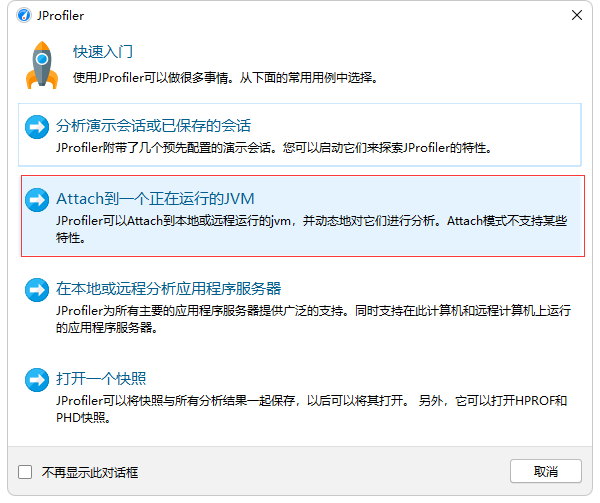 JProfiler
快速入门
使用JProfiler可以做很多事情。从下面的常用用例中选择。
分析演示会话或已保存的会话
JProfiler附带了几个预先配置的演示会话。您可以启动它们来探索JProfiler的特性。
Attach到一个正在运行的JVM
JProfiler可以Attach到本地或远程运行的jvm，并动态地对它们进行分析。Attach模式不支持某些
特性。
在本地或远程分析应用程序服务器
JProfiler为所有主要的应用程序服务器提供广泛的支持。同时支持在此计算机和远程计算机上运行
的应用程序服务器。
打开一个快照
JProfiler可以将快照与所有分析结果一起保存，以后可以将其打开。 另外，它可以打开HPROF和
PHD快照。
不再显示此对话框
取消